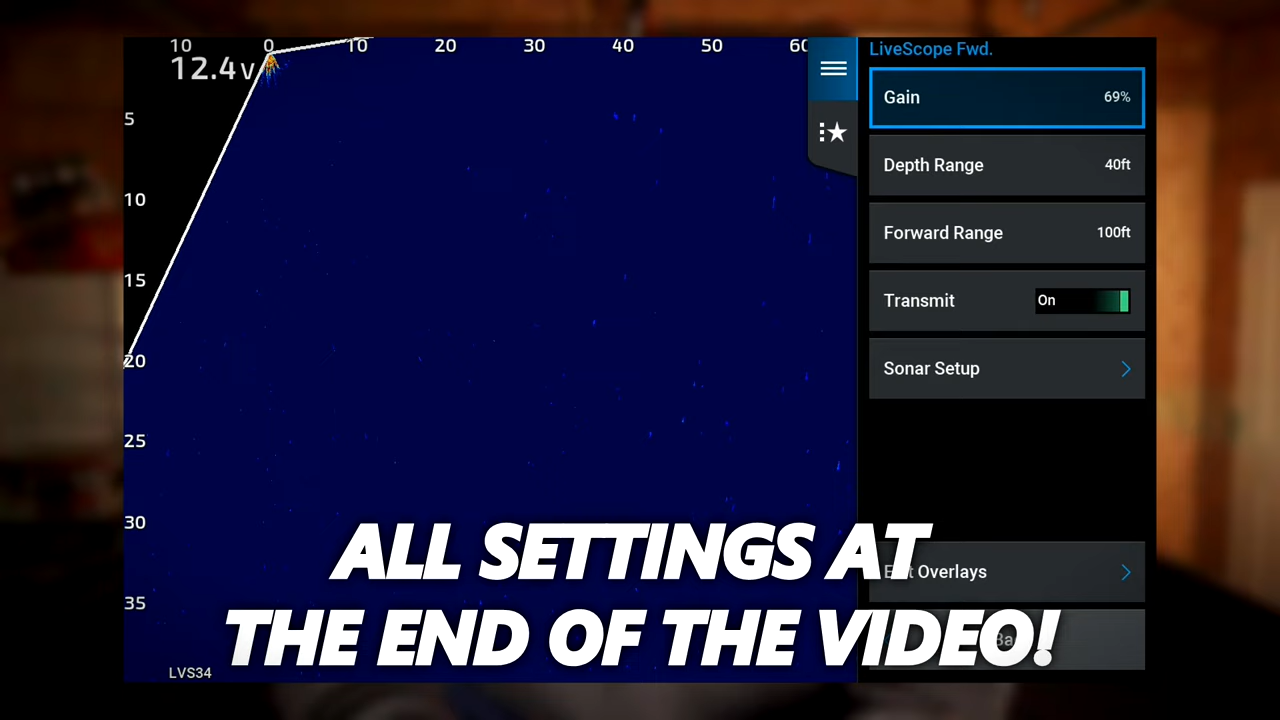 10 0 10 20 30 40 50 60
12.4v
5
10
15
20
25
30
35
LVS34
LiveScope Fwd.
Gain 69%
Depth Range 40ft
Forward Range 100ft
Transmit On
Sonar Setup
Overlays
ALL SETTINGS AT
THE END OF THE VIDEO!